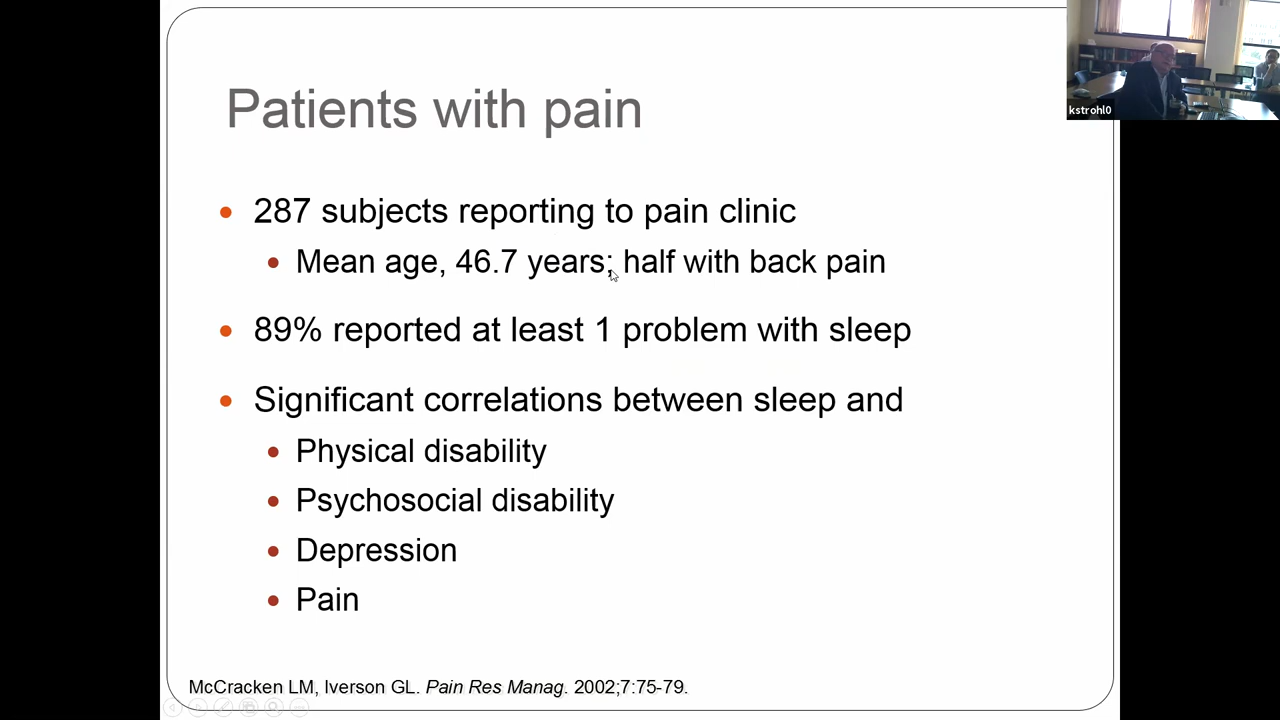 kstrohl0
Patients with pain
287 subjects reporting to pain clinic
Mean age, 46.7 years; half with back pain
89% reported at least 1 problem with sleep
Significant correlations between sleep and
Physical disability
Psychosocial disability
Depression
Pain
McCracken LM, Iverson GL. Pain Res Manag. 2002;7:75-79.